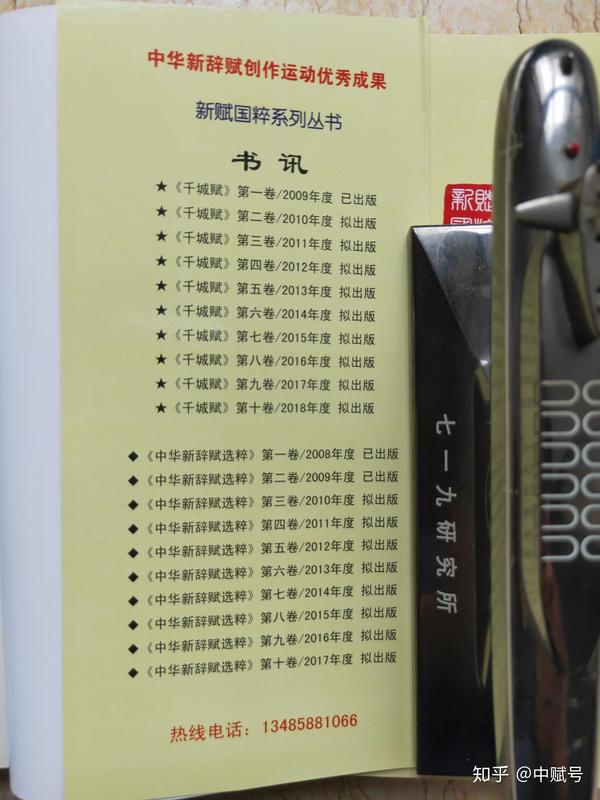 中华新辞赋创作运动优秀成果
新赋国粹系列丛书
书 讯
★《千城赋》第一卷/2009年度 已出版
★《千城赋》第二卷/2010年度 拟出版
★《千城赋》第三卷/2011年度 拟出版
★《千城赋》第四卷/2012年度 拟出版
★《千城赋》第五卷/2013年度 拟出版
★《千城赋》第六卷/2014年度 拟出版
★《千城赋》第七卷/2015年度 拟出版
★《千城赋》第八卷/2016年度 拟出版
★《千城赋》第九卷/2017年度 拟出版
★《千城赋》第十卷/2018年度 拟出版
◆《中华新辞赋选粹》第一卷/2008年度 已出版
◆《中华新辞赋选粹》第二卷/2009年度 已出版
◆《中华新辞赋选粹》第三卷/2010年度 拟出版
◆《中华新辞赋选粹》第四卷/2011年度 拟出版
◆《中华新辞赋选粹》第五卷/2012年度 拟出版
◆《中华新辞赋选粹》第六卷/2013年度 拟出版
◆《中华新辞赋选粹》第七卷/2014年度 拟出版
◆《中华新辞赋选粹》第八卷/2015年度 拟出版
◆《中华新辞赋选粹》第九卷/2016年度 拟出版
◆《中华新辞赋选粹》第十卷/2017年度 拟出版
热线电话：13485881066
新賦
七一九研究所
知乎 @中赋号